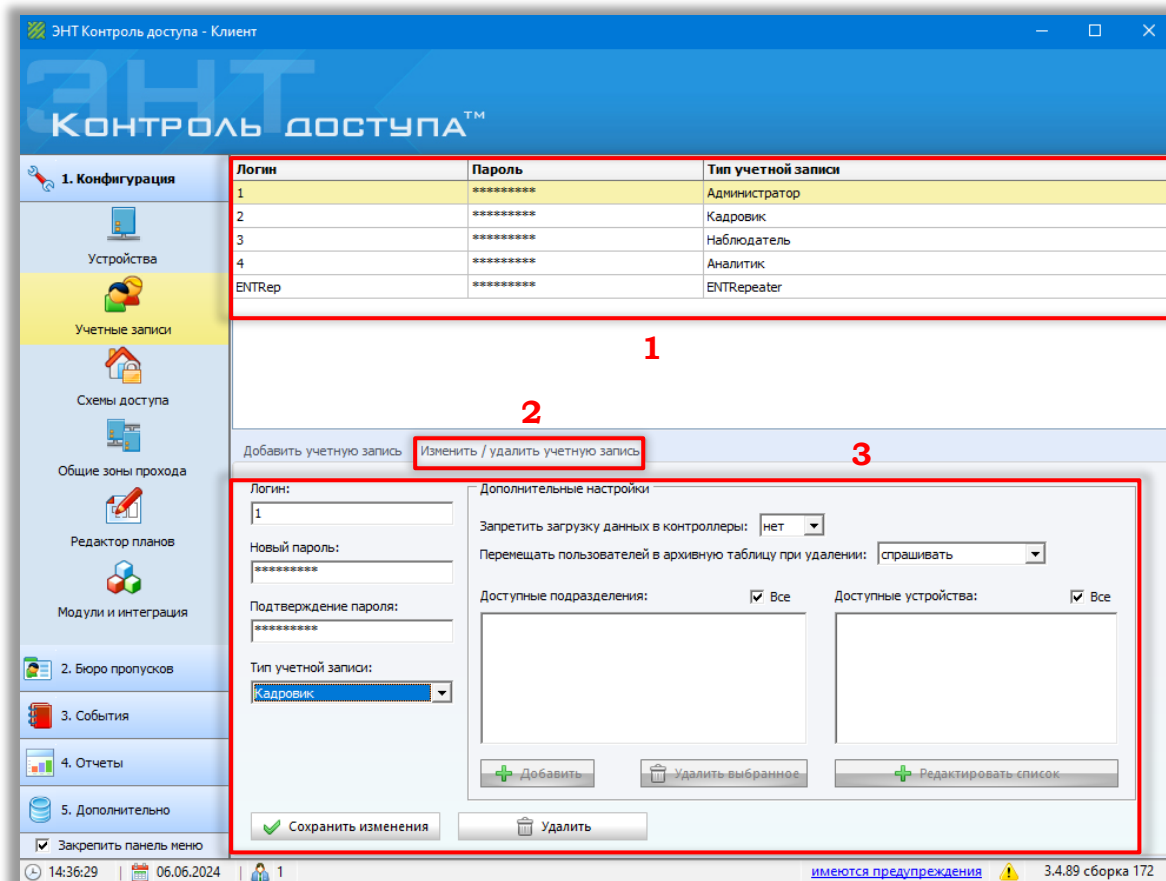 ЭНТ Контроль доступа - Клиент
ЭНТ
Контроль доступа™
1. Конфигурация
Устройства
Учетные записи
Схемы доступа
Общие зоны прохода
Редактор планов
Модули и интеграция
2. Бюро пропусков
3. События
4. Отчеты
5. Дополнительно
Закрепить панель меню
Логин Пароль Тип учетной записи
1 ********* Администратор
2 ********* Кадровик
3 ********* Наблюдатель
4 ********* Аналитик
ENTRep ********* ENTRepeater
1
2
3
Добавить учетную запись Изменить / удалить учетную запись
Логин:
1
Новый пароль:
*********
Подтверждение пароля:
*********
Тип учетной записи:
Кадровик
Дополнительные настройки
Запретить загрузку данных в контроллеры: нет
Перемещать пользователей в архивную таблицу при удалении: спрашивать
Доступные подразделения: Все Доступные устройства: Все
Добавить Удалить выбранное Редактировать список
Сохранить изменения Удалить
14:36:29 | 06.06.2024 | 1 имеются предупреждения 3.4.89 сборка 172